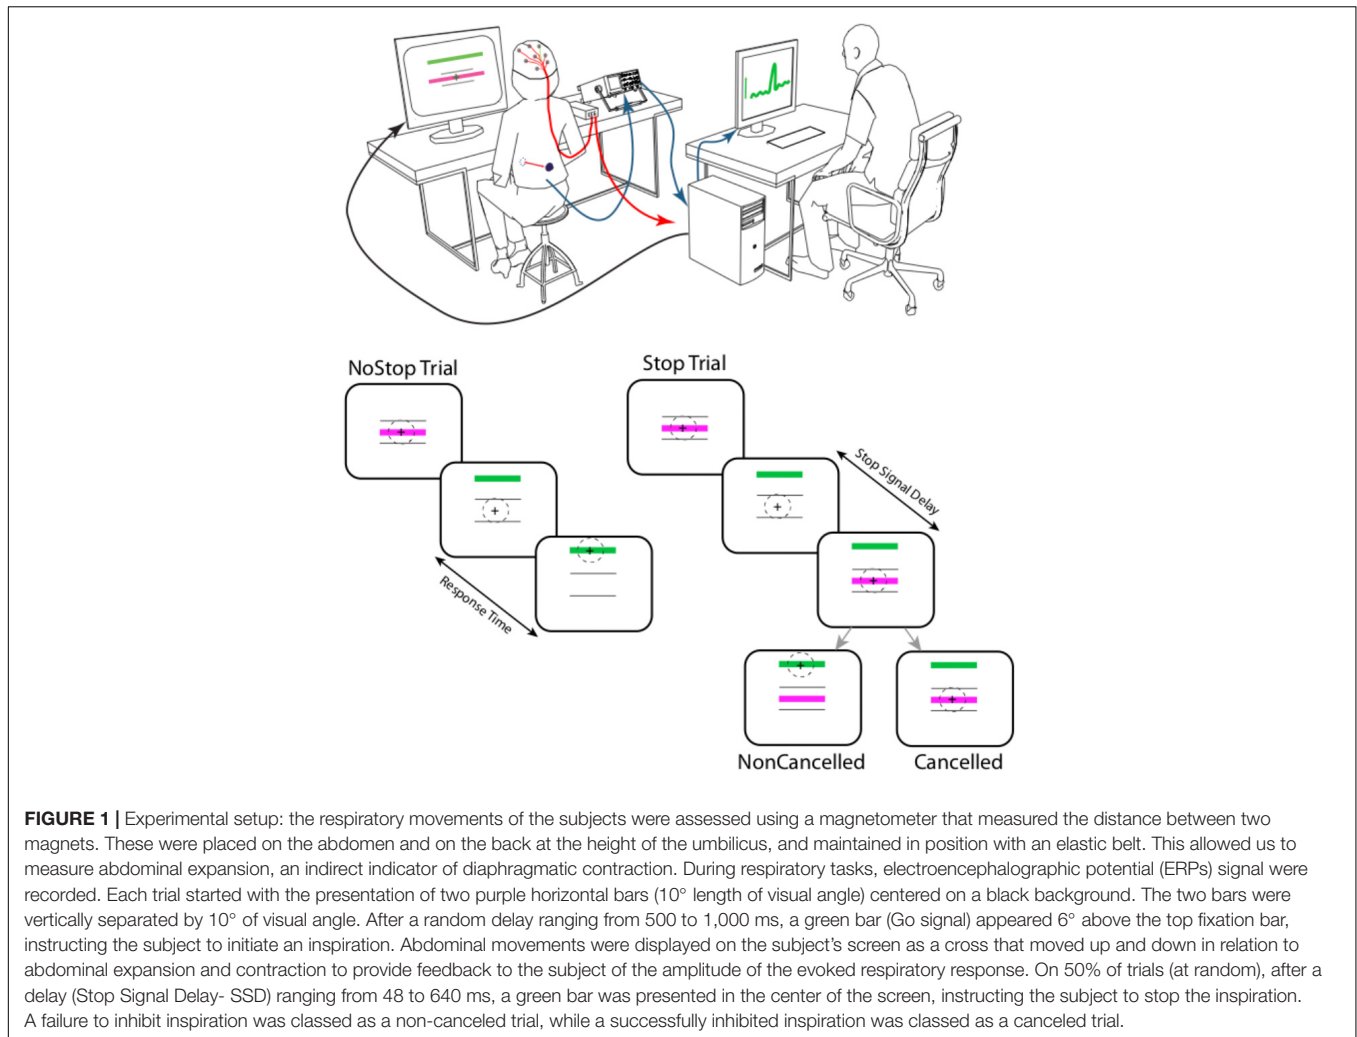 NoStop Trial
Stop Trial
Stop Signal Delay
Response Time
NonCancelled
Cancelled
FIGURE 1 | Experimental setup: the respiratory movements of the subjects were assessed using a magnetometer that measured the distance between two
magnets. These were placed on the abdomen and on the back at the height of the umbilicus, and maintained in position with an elastic belt. This allowed us to
measure abdominal expansion, an indirect indicator of diaphragmatic contraction. During respiratory tasks, electroencephalographic potential (ERPs) signal were
recorded. Each trial started with the presentation of two purple horizontal bars (10° length of visual angle) centered on a black background. The two bars were
vertically separated by 10° of visual angle. After a random delay ranging from 500 to 1,000 ms, a green bar (Go signal) appeared 6° above the top fixation bar,
instructing the subject to initiate an inspiration. Abdominal movements were displayed on the subject's screen as a cross that moved up and down in relation to
abdominal expansion and contraction to provide feedback to the subject of the amplitude of the evoked respiratory response. On 50% of trials (at random), after a
delay (Stop Signal Delay- SSD) ranging from 48 to 640 ms, a green bar was presented in the center of the screen, instructing the subject to stop the inspiration.
A failure to inhibit inspiration was classed as a non-canceled trial, while a successfully inhibited inspiration was classed as a canceled trial.